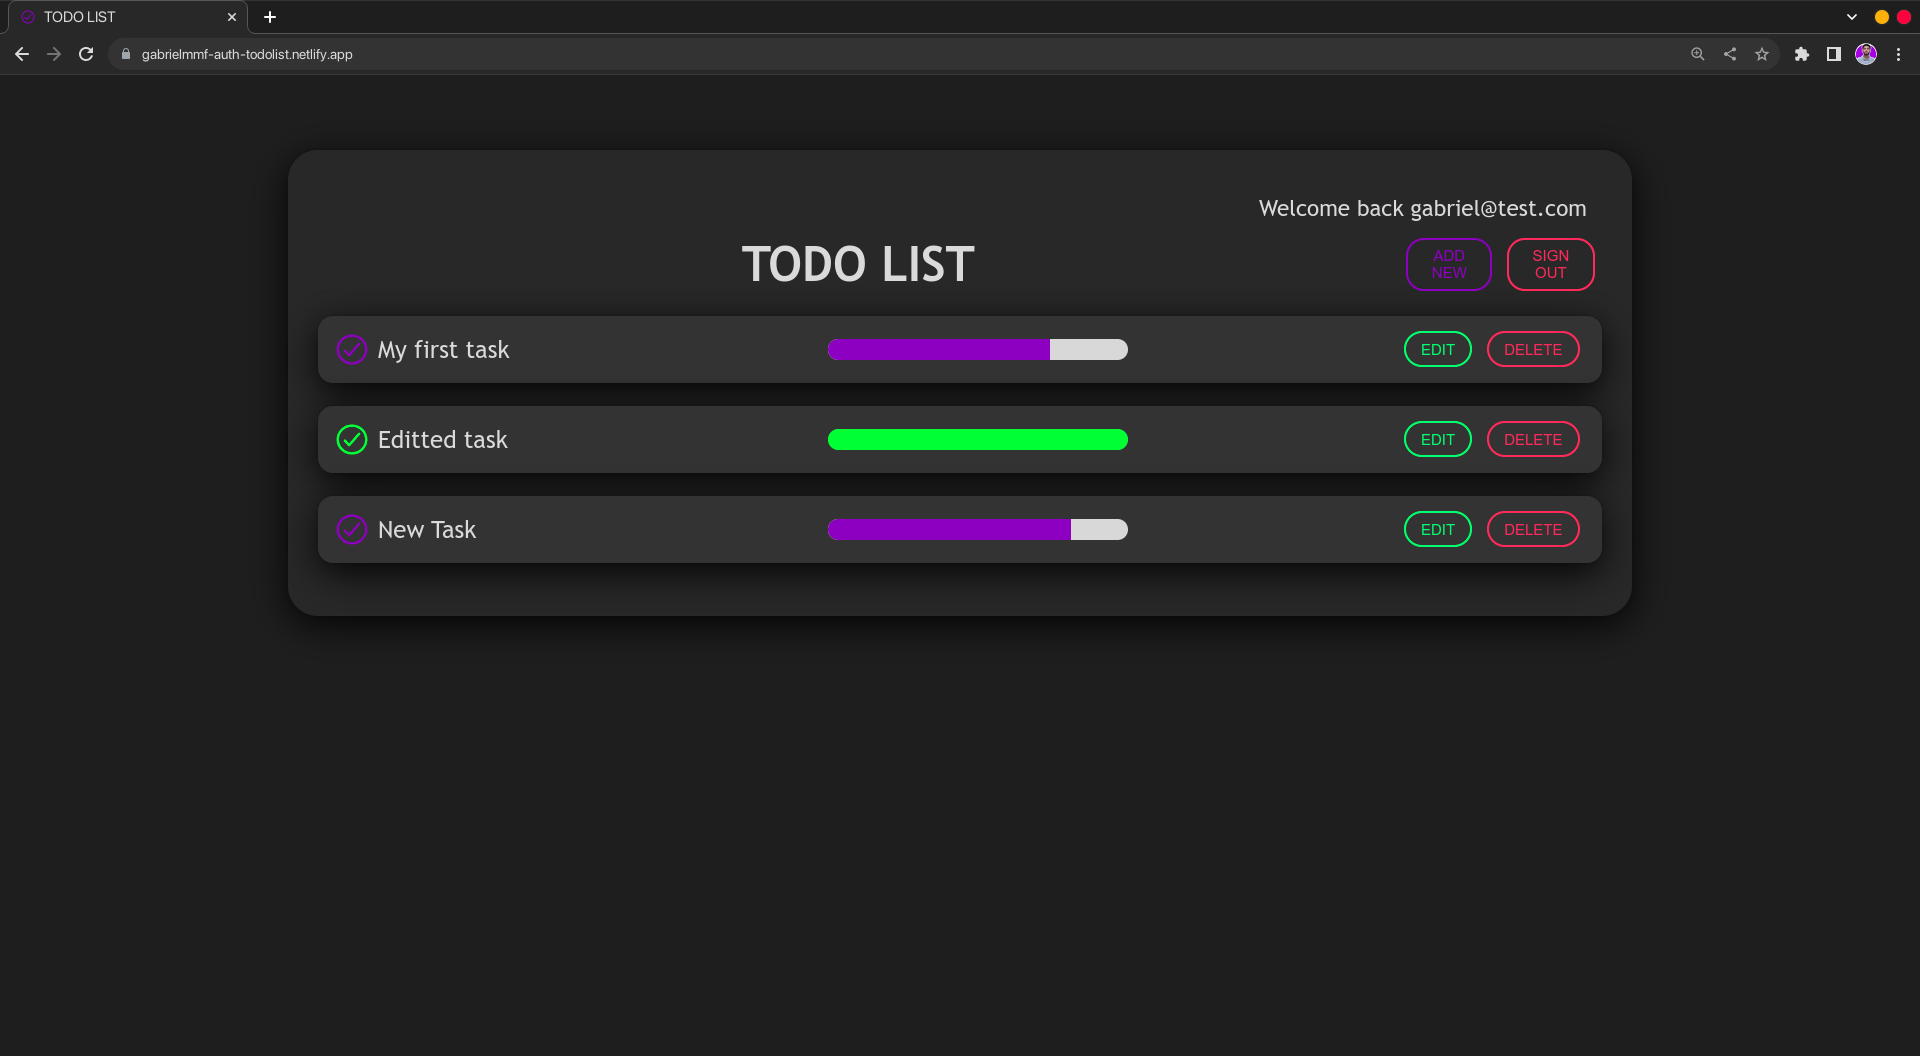 TODO LIST
gabrielmmf-auth-todolist.netlify.app
Welcome back gabriel@test.com
TODO LIST
ADD
NEW
SIGN
OUT
My first task
EDIT
DELETE
Editted task
EDIT
DELETE
New Task
EDIT
DELETE